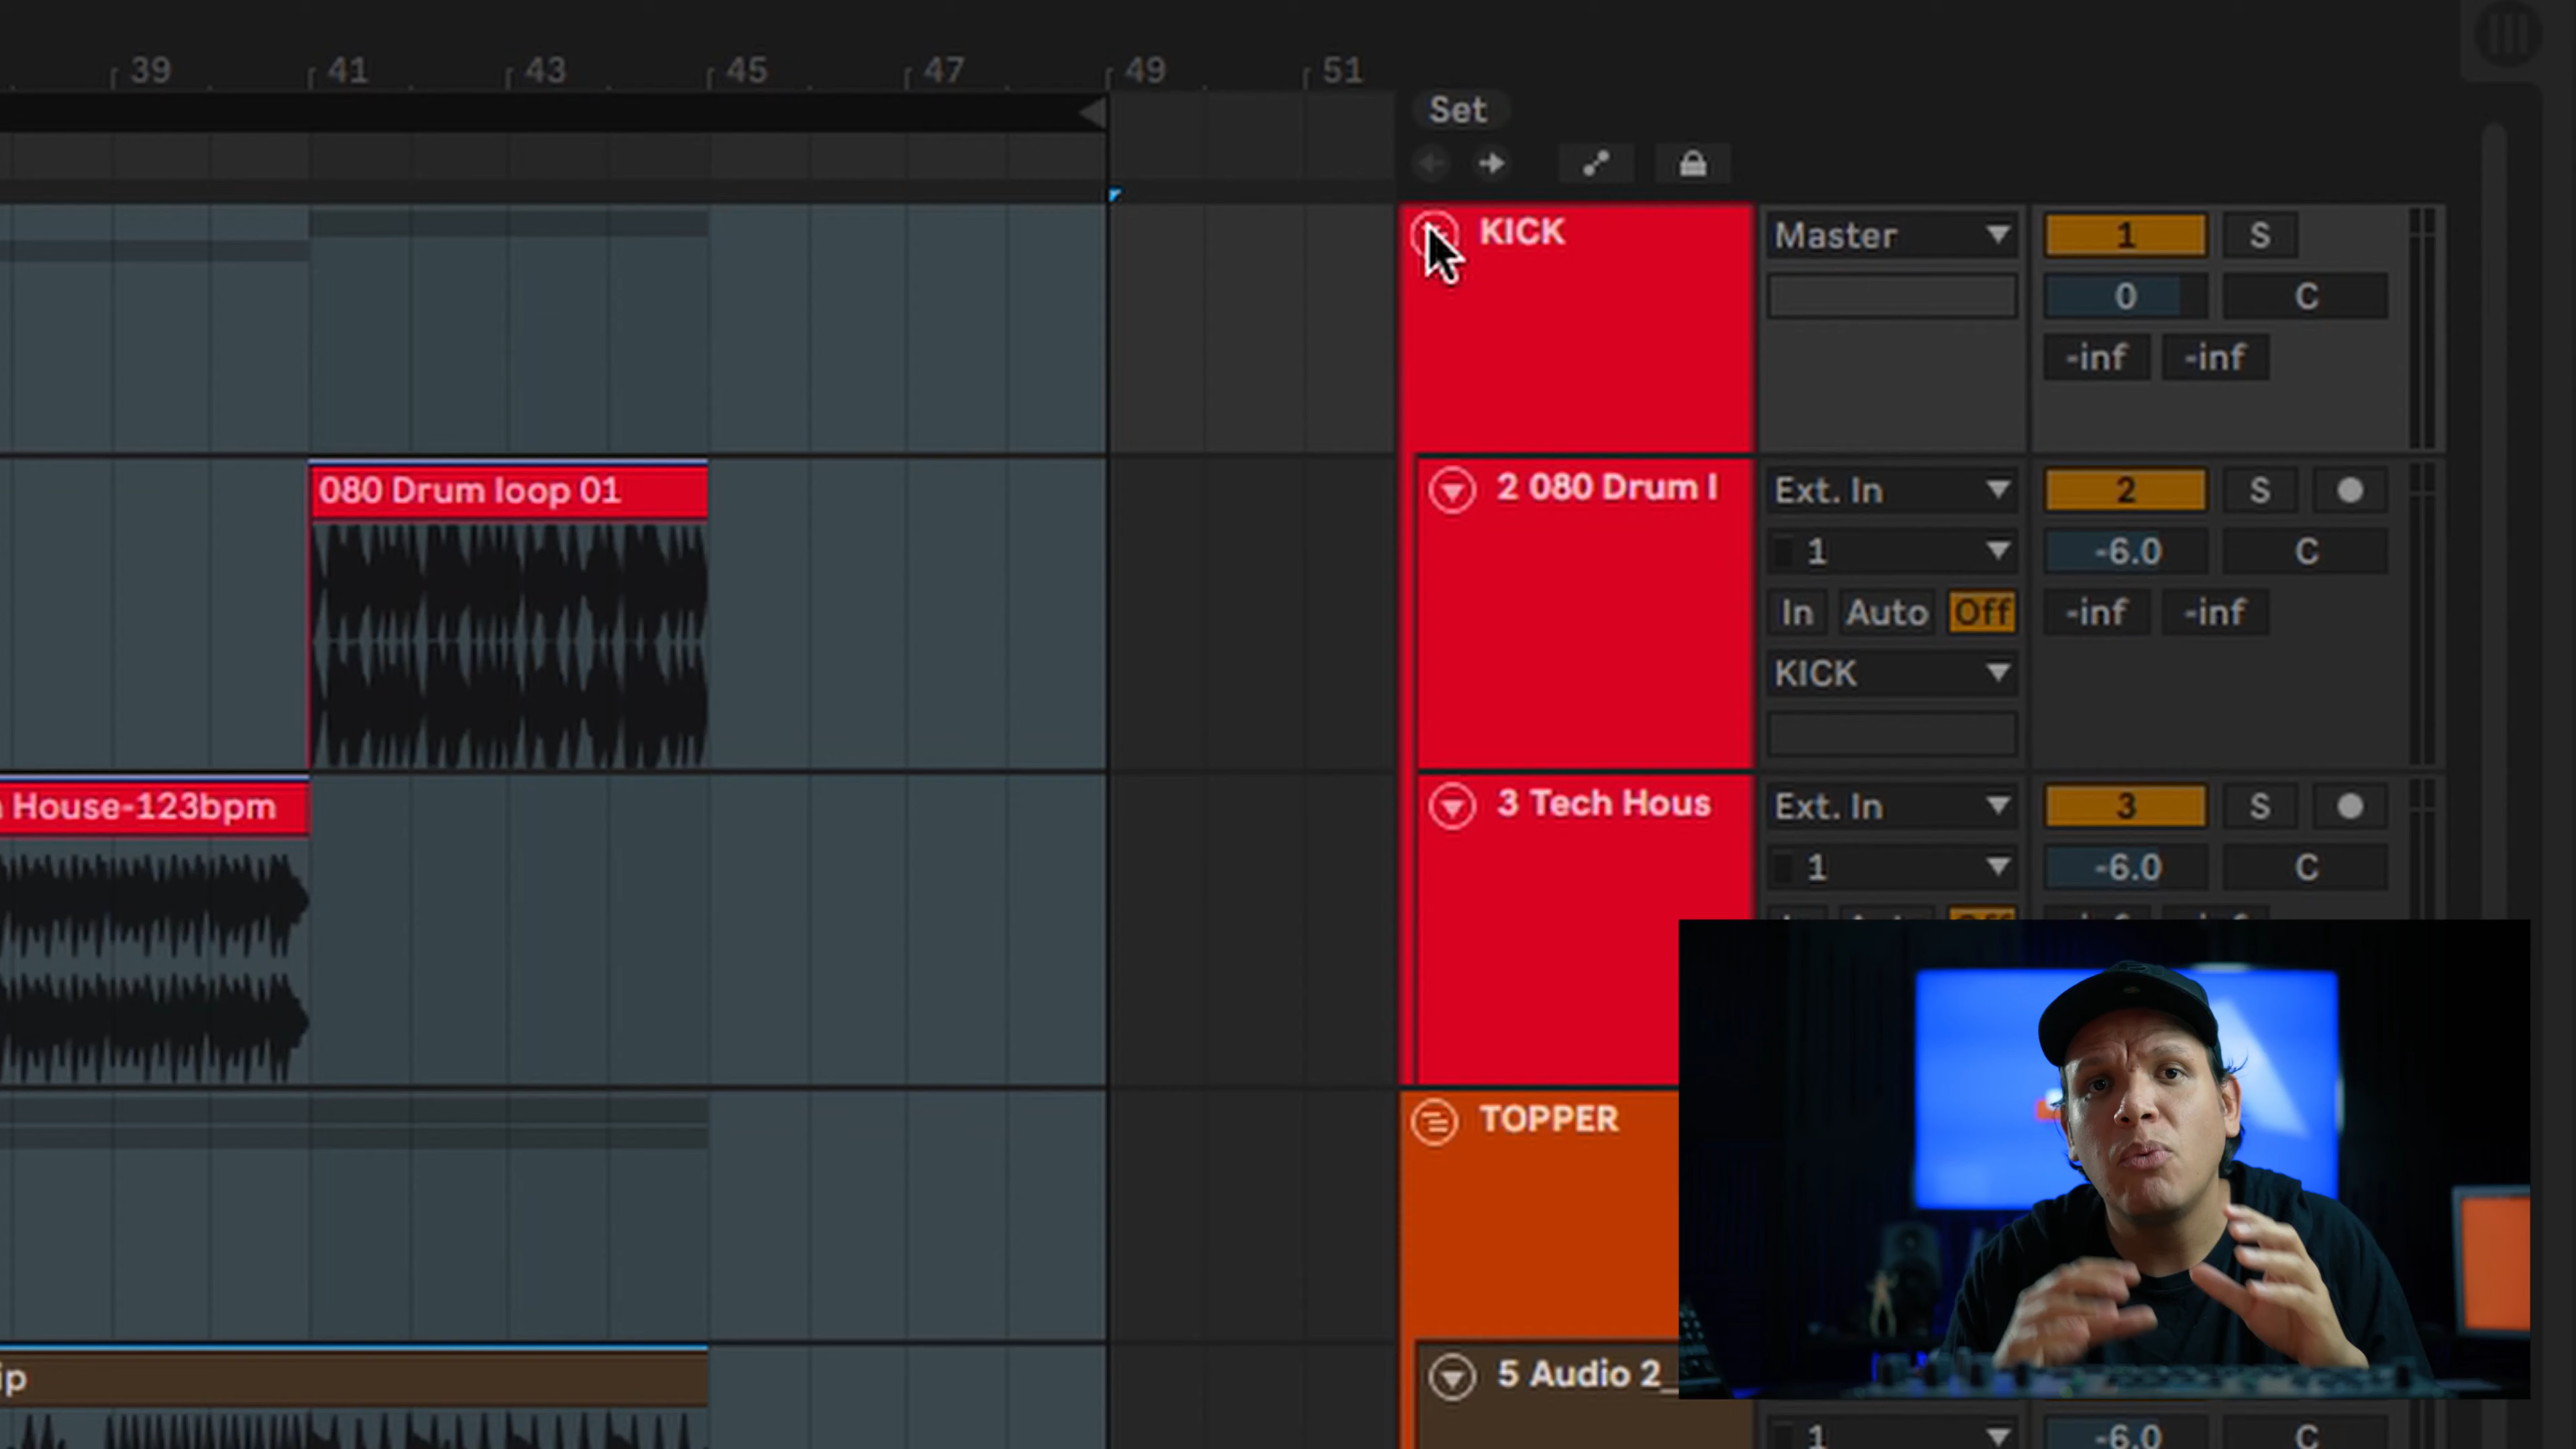 39 41 43 45 47 49 51
Set
KICK Master 1 S
0 C
-inf -inf
080 Drum loop 01 2 080 Drum l Ext. In 2 S
1 -6.0 C
In Auto Off -inf -inf
KICK
House-123bpm 3 Tech Hous Ext. In 3 S
1 -6.0 C
TOPPER
ip 5 Audio 2_
1 -6.0 C